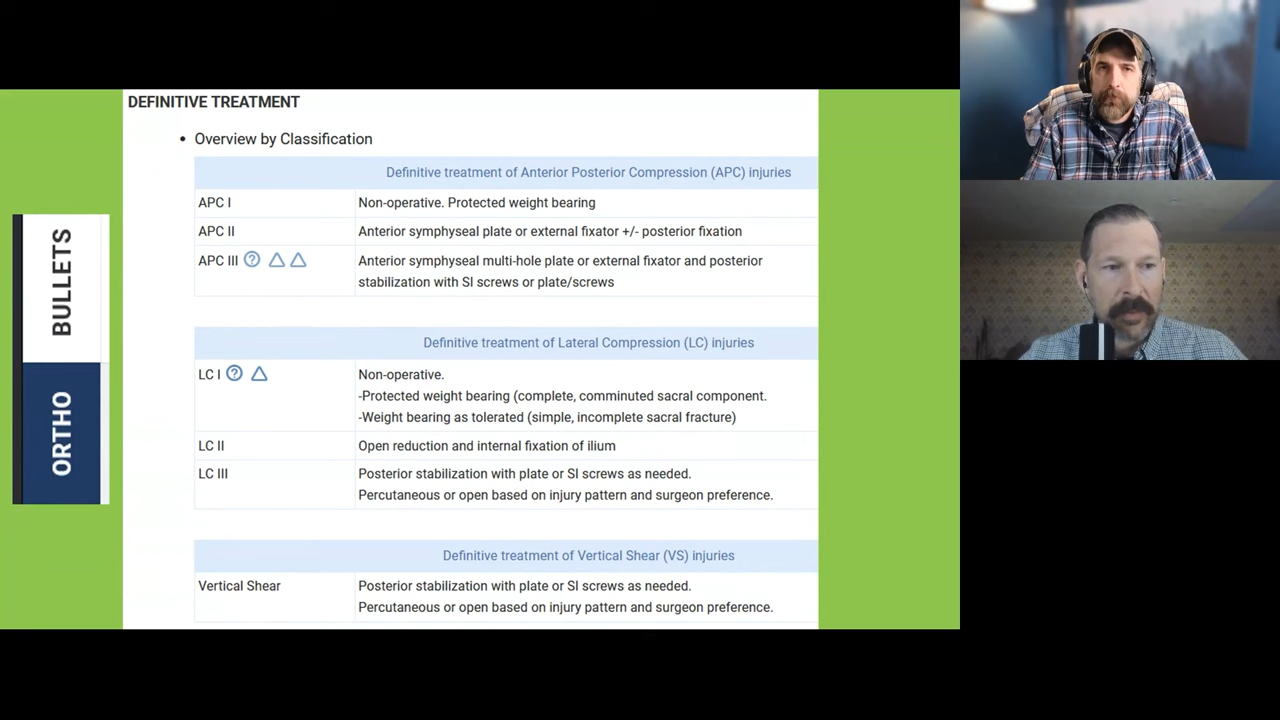 DEFINITIVE TREATMENT
• Overview by Classification
Definitive treatment of Anterior Posterior Compression (APC) injuries
APC I Non-operative. Protected weight bearing
APC II Anterior symphyseal plate or external fixator +/- posterior fixation
APC III ? Anterior symphyseal multi-hole plate or external fixator and posterior
stabilization with SI screws or plate/screws
Definitive treatment of Lateral Compression (LC) injuries
LC I ? Non-operative.
-Protected weight bearing (complete, comminuted sacral component.
-Weight bearing as tolerated (simple, incomplete sacral fracture)
LC II Open reduction and internal fixation of ilium
LC III Posterior stabilization with plate or SI screws as needed.
Percutaneous or open based on injury pattern and surgeon preference.
Definitive treatment of Vertical Shear (VS) injuries
Vertical Shear Posterior stabilization with plate or SI screws as needed.
Percutaneous or open based on injury pattern and surgeon preference.
ORTHO BULLETS